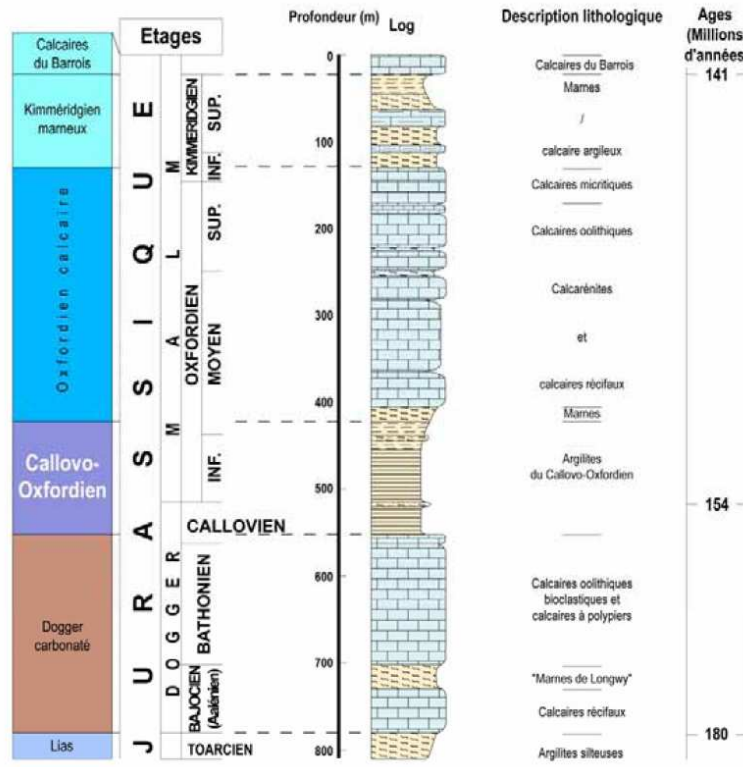 Etages
Profondeur (m)
Log
Description lithologique
Ages
(Millions
d'années)
Calcaires
du Barrois
Kimméridgien
marneux
Oxfordien calcaire
Callovo-
Oxfordien
Dogger
carbonaté
Lias
JURASSIQUE
MALM
DOGGER
KIMMERIDGIEN
SUP.
INF.
OXFORDIEN
SUP.
MOYEN
INF.
CALLOVIEN
BATHONIEN
BAJOCIEN
(Aalénien)
TOARCIEN
0
100
200
300
400
500
600
700
800
Calcaires du Barrois
Marnes
/
calcaire argileux
Calcaires micritiques
Calcaires oolithiques
Calcarénites
et
calcaires récifaux
Marnes
Argilites
du Callovo-Oxfordien
Calcaires oolithiques
bioclastiques et
calcaires à polypiers
"Marnes de Longwy"
Calcaires récifaux
Argilites silteuses
141
154
180